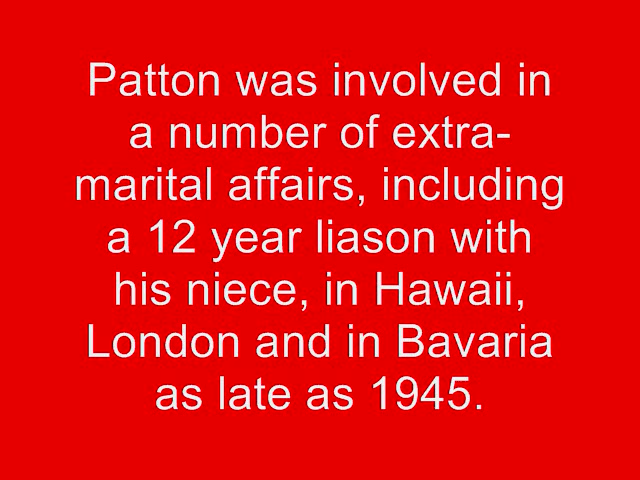 Patton was involved in
a number of extra-
marital affairs, including
a 12 year liason with
his niece, in Hawaii,
London and in Bavaria
as late as 1945.